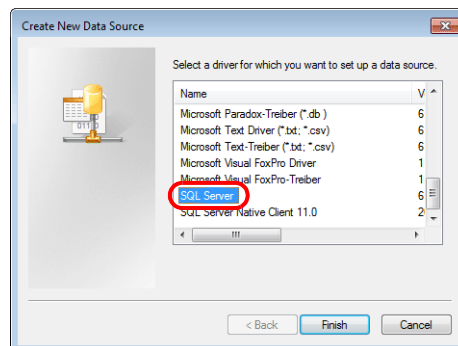 Create New Data Source
Select a driver for which you want to set up a data source.
Name V
Microsoft Paradox-Treiber (*.db ) 6
Microsoft Text Driver (*.txt; *.csv) 6
Microsoft Text-Treiber (*.txt; *.csv) 6
Microsoft Visual FoxPro Driver 1
Microsoft Visual FoxPro-Treiber 1
SQL Server 6
SQL Server Native Client 11.0 2
< Back Finish Cancel